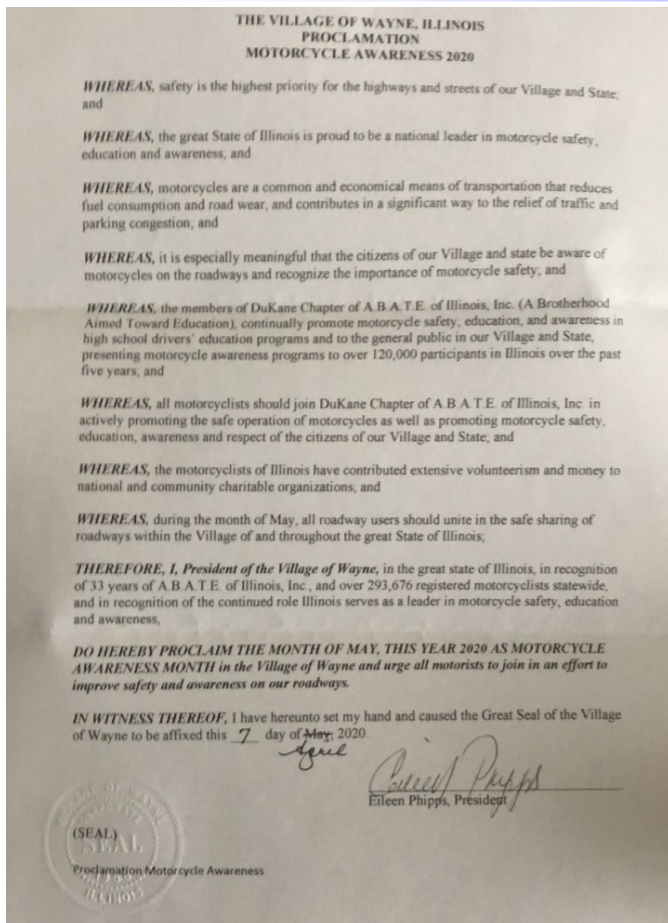 THE VILLAGE OF WAYNE, ILLINOIS
PROCLAMATION
MOTORCYCLE AWARENESS 2020
WHEREAS, safety is the highest priority for the highways and streets of our Village and State,
and
WHEREAS, the great State of Illinois is proud to be a national leader in motorcycle safety,
education and awareness, and
WHEREAS, motorcycles are a common and economical means of transportation that reduces
fuel consumption and road wear, and contributes in a significant way to the relief of traffic and
parking congestion, and
WHEREAS, it is especially meaningful that the citizens of our Village and state be aware of
motorcycles on the roadways and recognize the importance of motorcycle safety, and
WHEREAS, the members of DuKane Chapter of A.B.A.T.E. of Illinois, Inc. (A Brotherhood
Aimed Toward Education), continually promote motorcycle safety, education, and awareness in
high school drivers' education programs and to the general public in our Village and State,
presenting motorcycle awareness programs to over 120,000 participants in Illinois over the past
five years, and
WHEREAS, all motorcyclists should join DuKane Chapter of A.B.A.T.E. of Illinois, Inc. in
actively promoting the safe operation of motorcycles as well as promoting motorcycle safety,
education, awareness and respect of the citizens of our Village and State, and
WHEREAS, the motorcyclists of Illinois have contributed extensive volunteerism and money to
national and community charitable organizations, and
WHEREAS, during the month of May, all roadway users should unite in the safe sharing of
roadways within the Village of and throughout the great State of Illinois;
THEREFORE, I, President of the Village of Wayne, in the great state of Illinois, in recognition
of 33 years of A.B.A.T.E. of Illinois, Inc., and over 293,676 registered motorcyclists statewide,
and in recognition of the continued role Illinois serves as a leader in motorcycle safety, education
and awareness,
DO HEREBY PROCLAIM THE MONTH OF MAY, THIS YEAR 2020 AS MOTORCYCLE
AWARENESS MONTH in the Village of Wayne and urge all motorists to join in an effort to
improve safety and awareness on our roadways.
IN WITNESS THEREOF, I have hereunto set my hand and caused the Great Seal of the Village
of Wayne to be affixed this 7 day of May, 2020
April
Eileen Phipps
Eileen Phipps, President
(SEAL)
SEAL
Proclamation Motorcycle Awareness
ILLINOIS